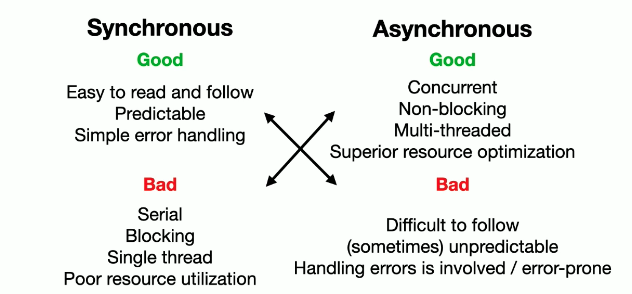 Synchronous
Good
Easy to read and follow
Predictable
Simple error handling
Bad
Serial
Blocking
Single thread
Poor resource utilization
Asynchronous
Good
Concurrent
Non-blocking
Multi-threaded
Superior resource optimization
Bad
Difficult to follow
(sometimes) unpredictable
Handling errors is involved / error-prone